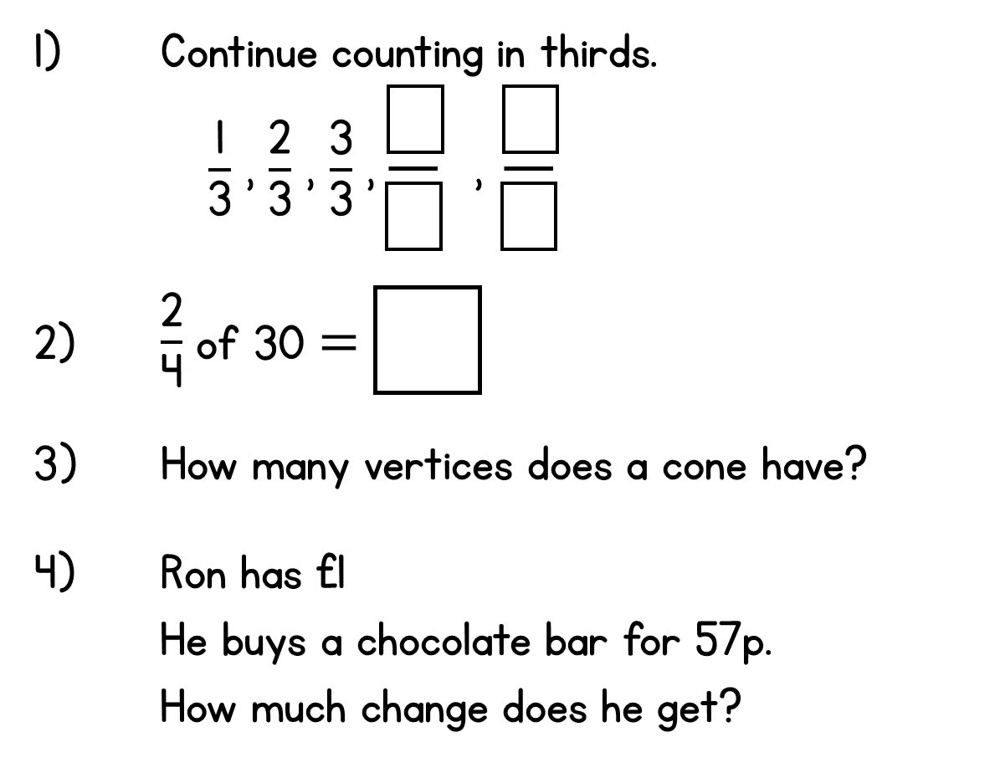 1) Continue counting in thirds.
1/3, 2/3, 3/3, ,
2) 2/4 of 30 =
3) How many vertices does a cone have?
4) Ron has £1
He buys a chocolate bar for 57p.
How much change does he get?